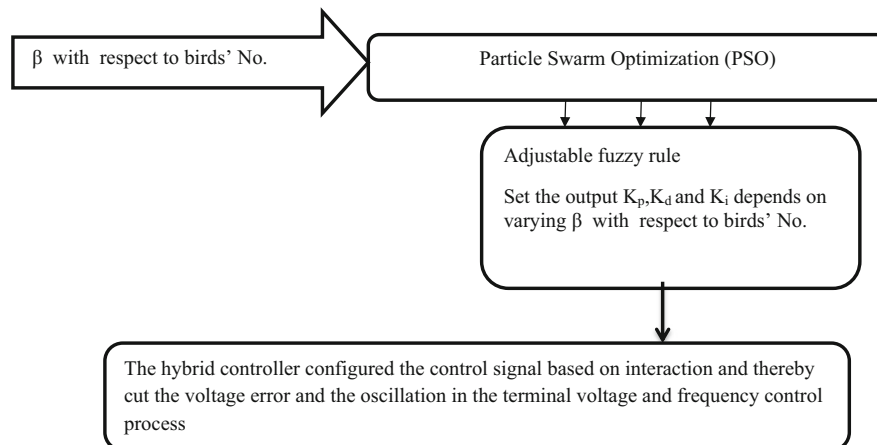 β with respect to birds’ No.
Particle Swarm Optimization (PSO)
Adjustable fuzzy rule
Set the output Kp,Kd and Ki depends on
varying β with respect to birds’ No.
The hybrid controller configured the control signal based on interaction and thereby
cut the voltage error and the oscillation in the terminal voltage and frequency control
process